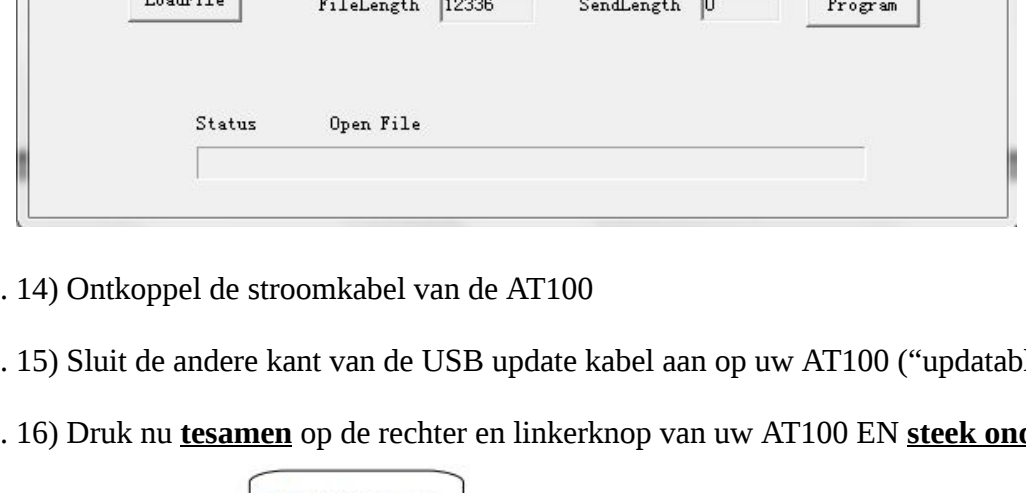 LoadFile FileLength 12336 SendLength 0 Program
Status Open File
. 14) Ontkoppel de stroomkabel van de AT100
. 15) Sluit de andere kant van de USB update kabel aan op uw AT100 (“updatabl
. 16) Druk nu tesamen op de rechter en linkerknop van uw AT100 EN steek ond